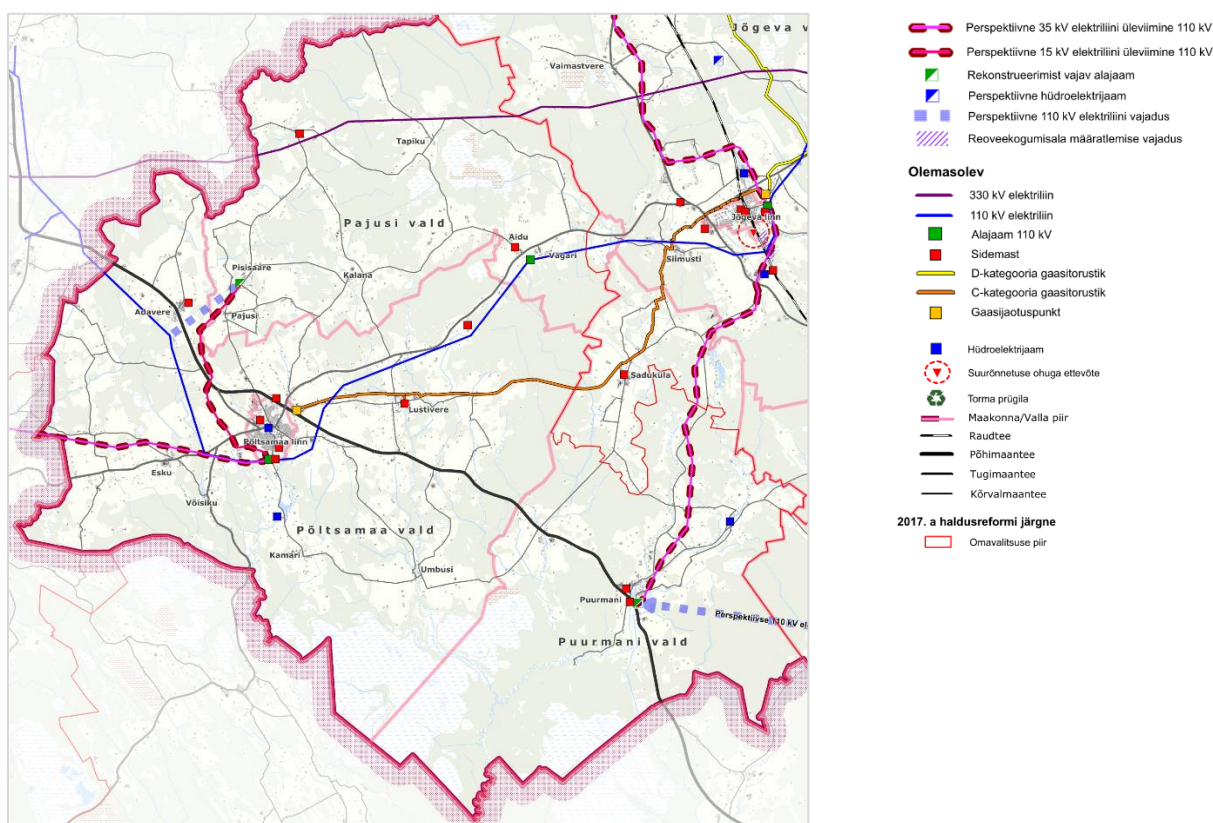 Jõgeva v
Vaimastvere
Tapiku
Pajusi vald
Jõgeva linn
Aidu
Vägari
Siimusti
Pisisaare
Kalana
Adavere
Pajusi
Saduküla
Lustivere
Põltsamaa linn
Esku
Võisiku
Põltsamaa vald
Kamari
Umbusi
Puurmani
Perspektiivse 110 kV el
Puurmani vald
Perspektiivne 35 kV elektriliini üleviimine 110 kV
Perspektiivne 15 kV elektriliini üleviimine 110 kV
Rekonstrueerimist vajav alajaam
Perspektiivne hüdroelektrijaam
Perspektiivne 110 kV elektriliini vajadus
Reoveekogumisala määratlemise vajadus
Olemasolev
330 kV elektriliin
110 kV elektriliin
Alajaam 110 kV
Sidemast
D-kategooria gaasitorustik
C-kategooria gaasitorustik
Gaasijaotuspunkt
Hüdroelektrijaam
Suurõnnetuse ohuga ettevõte
Torma prügila
Maakonna/Valla piir
Raudtee
Põhimaantee
Tugimaantee
Kõrvalmaantee
2017. a haldusreformi järgne
Omavalitsuse piir